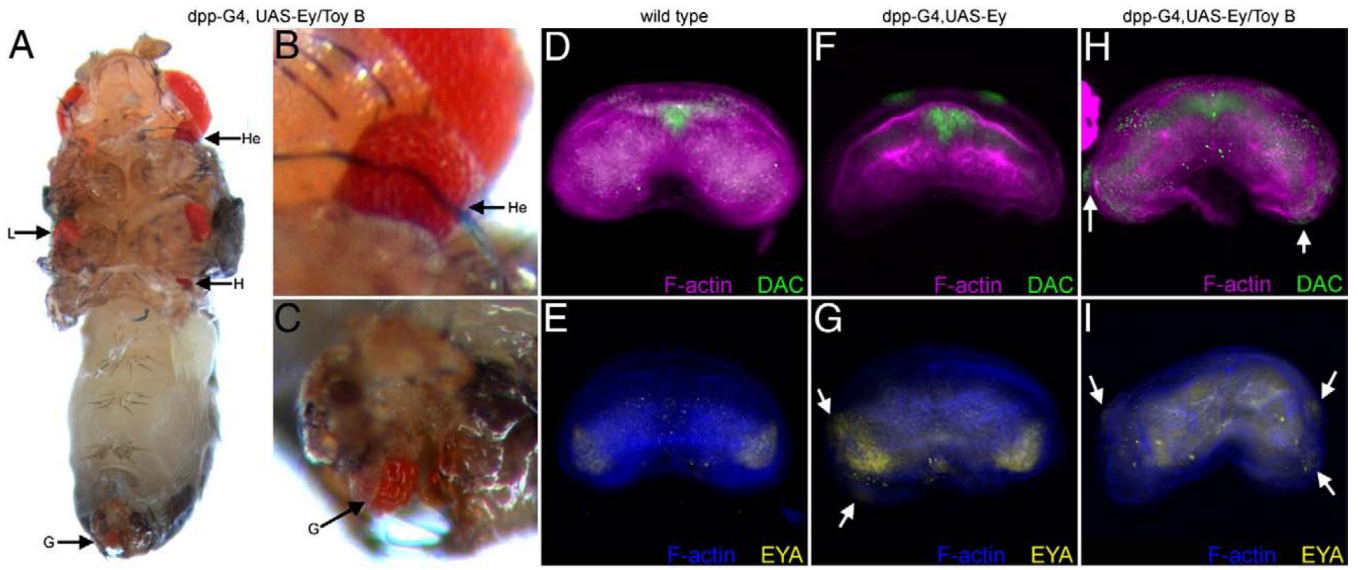 dpp-G4, UAS-Ey/Toy B
wild type
dpp-G4,UAS-Ey
dpp-G4,UAS-Ey/Toy B
A
He
L
H
G
B
He
C
G
D
F-actin DAC
F
F-actin DAC
H
F-actin DAC
E
F-actin EYA
G
F-actin EYA
I
F-actin EYA